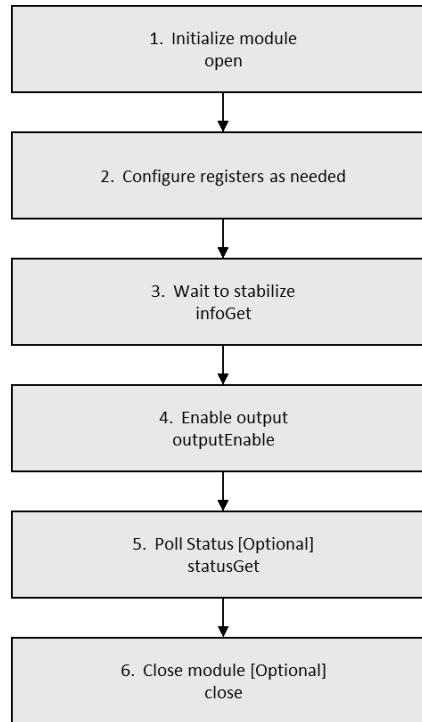 1. Initialize module
open
2. Configure registers as needed
3. Wait to stabilize
infoGet
4. Enable output
outputEnable
5. Poll Status [Optional]
statusGet
6. Close module [Optional]
close